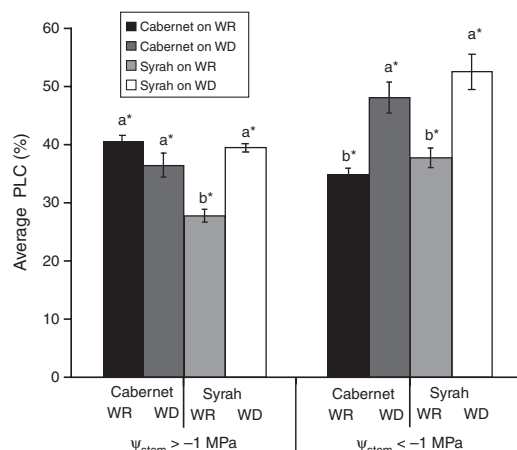 Cabernet on WR
Cabernet on WD
Syrah on WR
Syrah on WD
Average PLC (%)
60
50
40
30
20
10
0
a* a* b* a* b* a* b* a*
Cabernet Syrah Cabernet Syrah
WR WD WR WD WR WD WR WD
Ψstem > –1 MPa Ψstem < –1 MPa